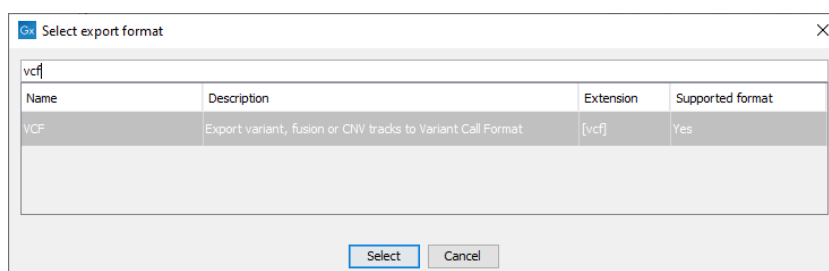 Gx Select export format
vcf
Name Description Extension Supported format
VCF Export variant, fusion or CNV tracks to Variant Call Format [vcf] Yes
Select Cancel